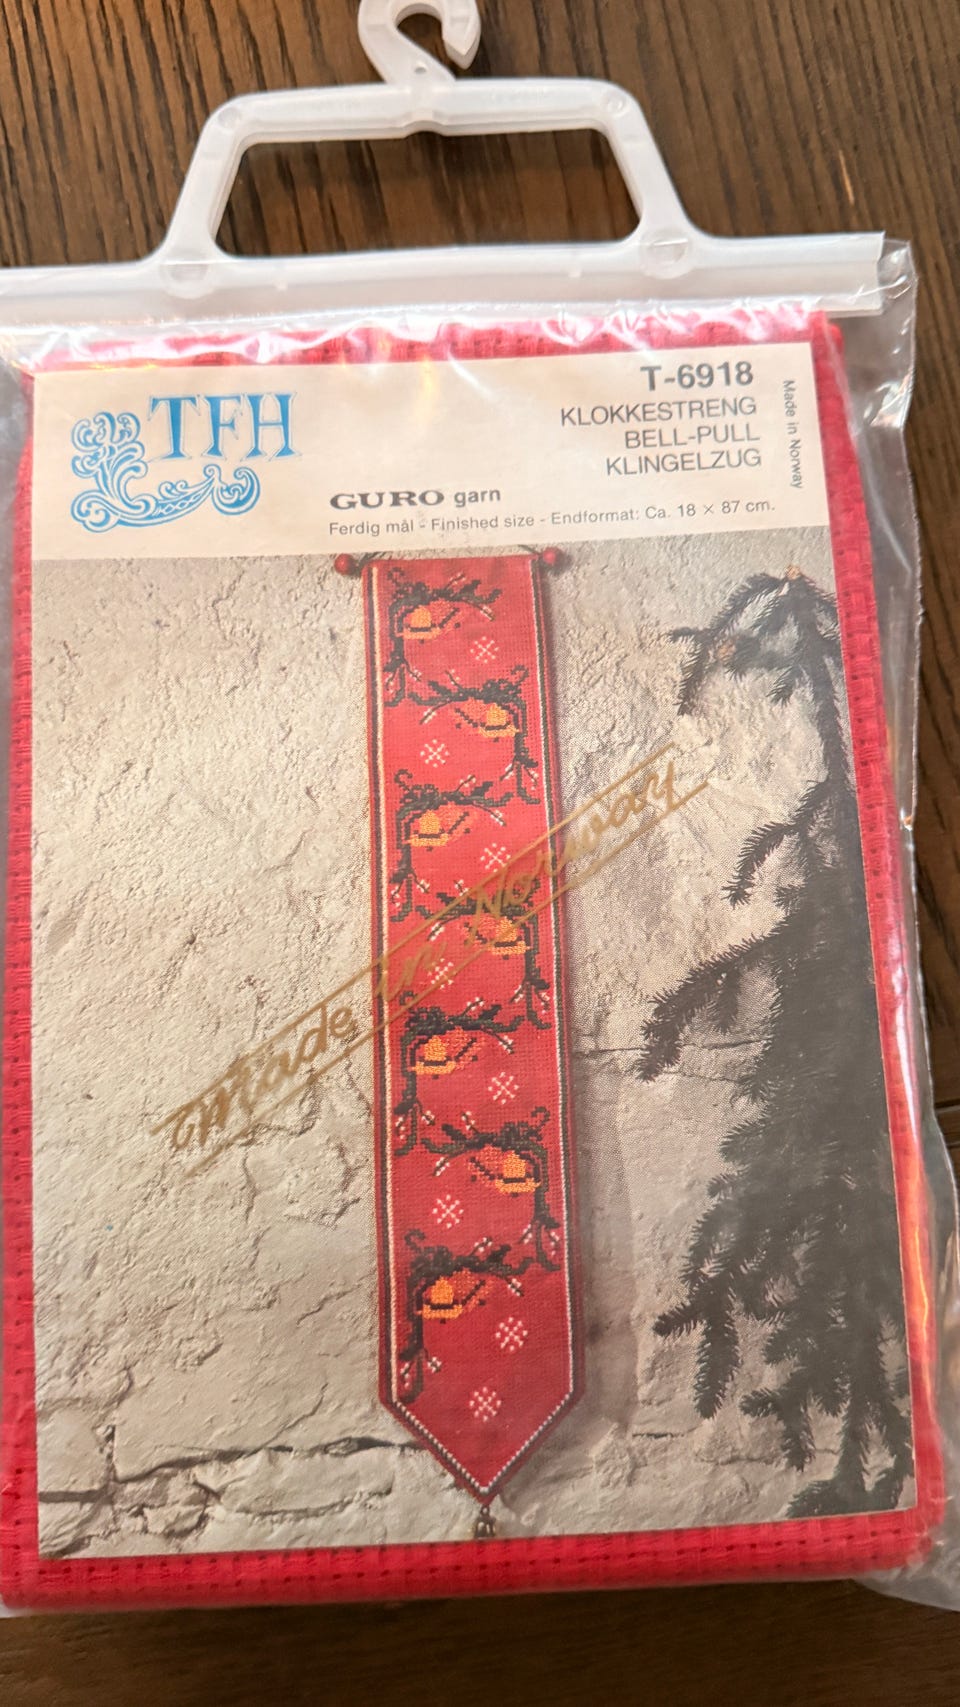 TFH
T-6918
KLOKKESTRENG
BELL-PULL
KLINGELZUG
Made in Norway
GURO garn
Ferdig mål - Finished size - Endformat: Ca. 18 × 87 cm.
Made in Norway